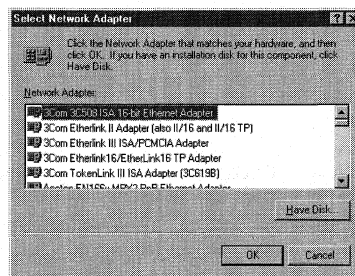 Select Network Adapter
Click the Network Adapter that matches your hardware, and then
click OK. If you have an installation disk for this component, click
Have Disk.
Network Adapter:
3Com 3C508 ISA 16-bit Ethernet Adapter
3Com Etherlink II Adapter (also II/16 and II/16 TP)
3Com Etherlink III ISA/PCMCIA Adapter
3Com Etherlink16/EtherLink16 TP Adapter
3Com TokenLink III ISA Adapter (3C619B)
Adapter
Have Disk...
OK
Cancel